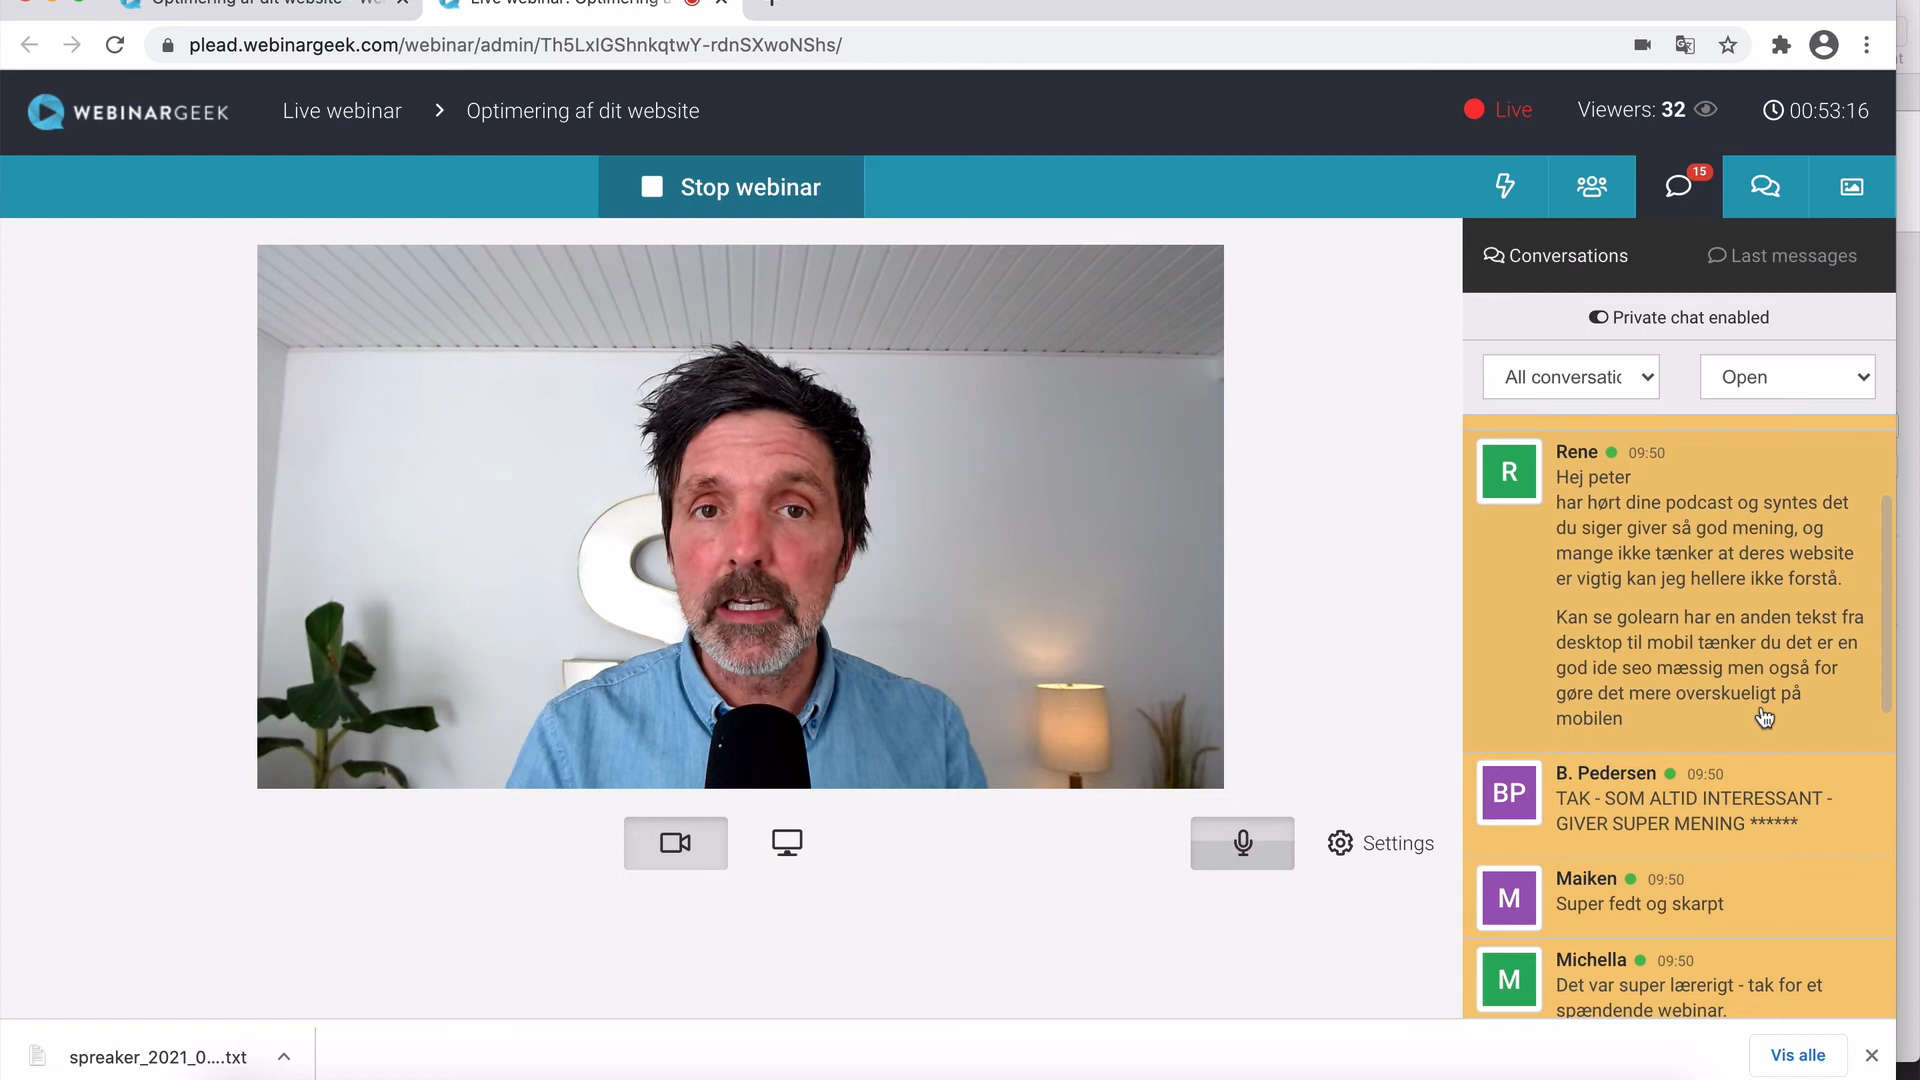 plead.webinargeek.com/webinar/admin/Th5LxIGShnkqtwY-rdnSXwoNShs/
WEBINARGEEK
Live webinar
Optimering af dit website
Live
Viewers: 32
00:53:16
Stop webinar
15
Conversations
Last messages
Private chat enabled
Open
Rene 09:50
Hej peter
har hørt dine podcast og syntes det
du siger giver så god mening, og
mange ikke tænker at deres website
er vigtig kan jeg hellere ikke forstå.
Kan se golearn har en anden tekst fra
desktop til mobil tænker du det er en
god ide seo mæssig men også for
gøre det mere overskueligt på
mobilen
R
B. Pedersen 09:50
TAK - SOM ALTID INTERESSANT -
GIVER SUPER MENING ******
BP
Maiken 09:50
Super fedt og skarpt
M
Michella 09:50
Det var super lærerigt - tak for et
spændende webinar.
M
Settings
spreaker_2021_0....txt
Vis alle